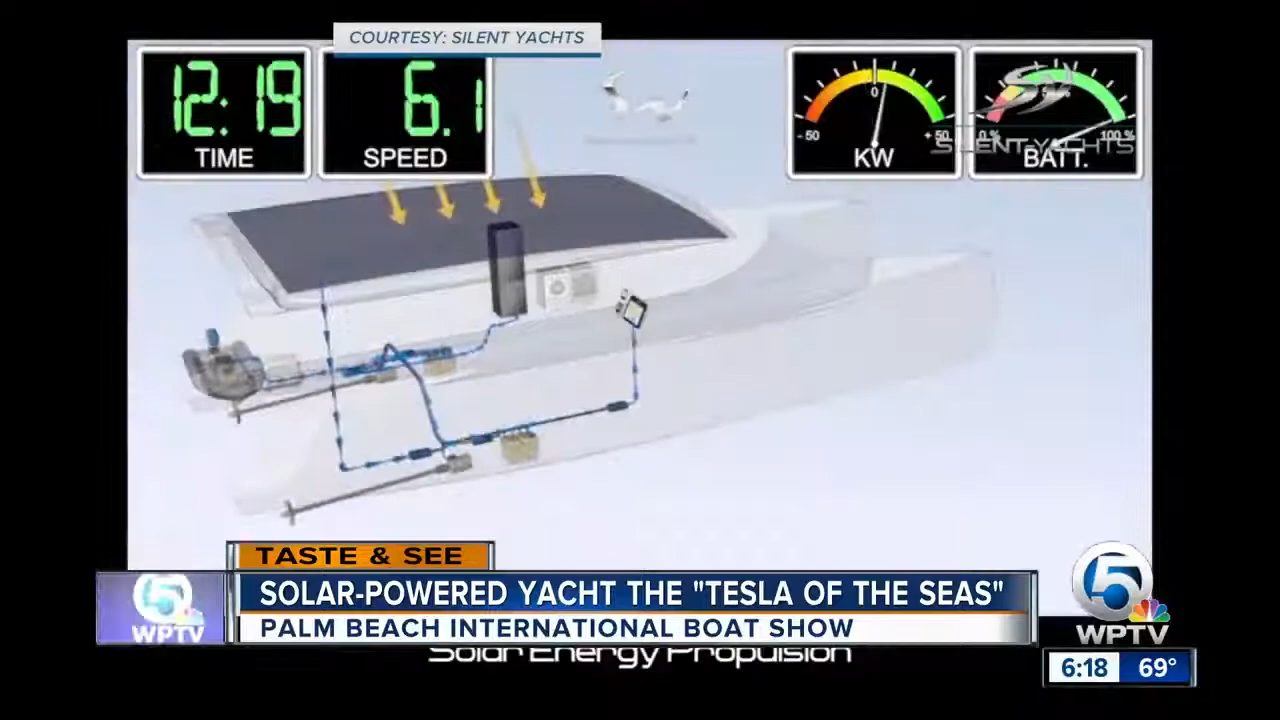 COURTESY: SILENT YACHTS
12:19
TIME
6.1
SPEED
- 50
0
+ 50
KW
0 %
100 %
BATT.
SILENT-YACHTS
TASTE & SEE
SOLAR-POWERED YACHT THE "TESLA OF THE SEAS"
PALM BEACH INTERNATIONAL BOAT SHOW
Solar Energy Propulsion
5
WPTV
5
WPTV
6:18
69°